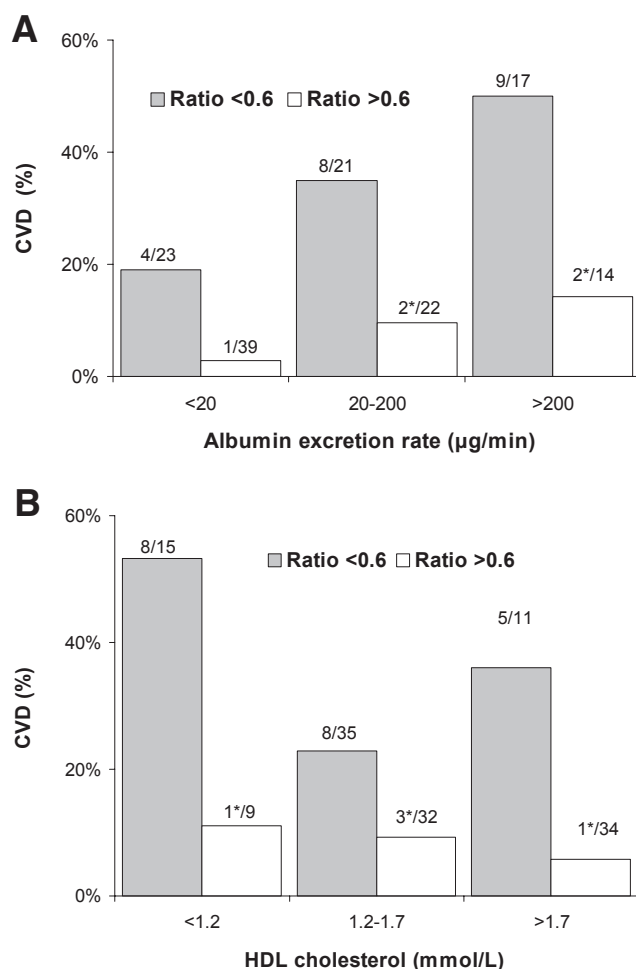 A
60%
Ratio <0.6 Ratio >0.6
9/17
40%
8/21
CVD (%)
4/23
20%
2*/14
2*/22
1/39
0%
<20 20-200 >200
Albumin excretion rate (µg/min)
B
60%
8/15
Ratio <0.6 Ratio >0.6
5/11
40%
CVD (%)
8/35
20%
1*/9 3*/32 1*/34
0%
<1.2 1.2-1.7 >1.7
HDL cholesterol (mmol/L)